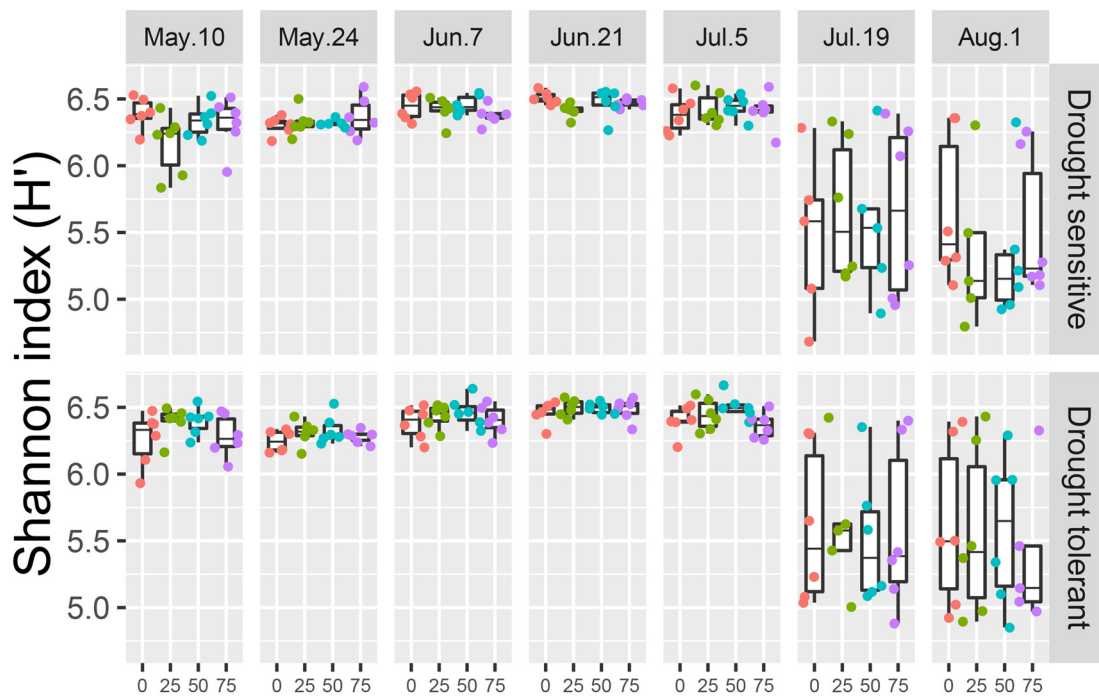 May.10 May.24 Jun.7 Jun.21 Jul.5 Jul.19 Aug.1
Shannon index (H')
6.5
6.0
5.5
5.0
Drought sensitive
6.5
6.0
5.5
5.0
Drought tolerant
0 25 50 75 0 25 50 75 0 25 50 75 0 25 50 75 0 25 50 75 0 25 50 75 0 25 50 75